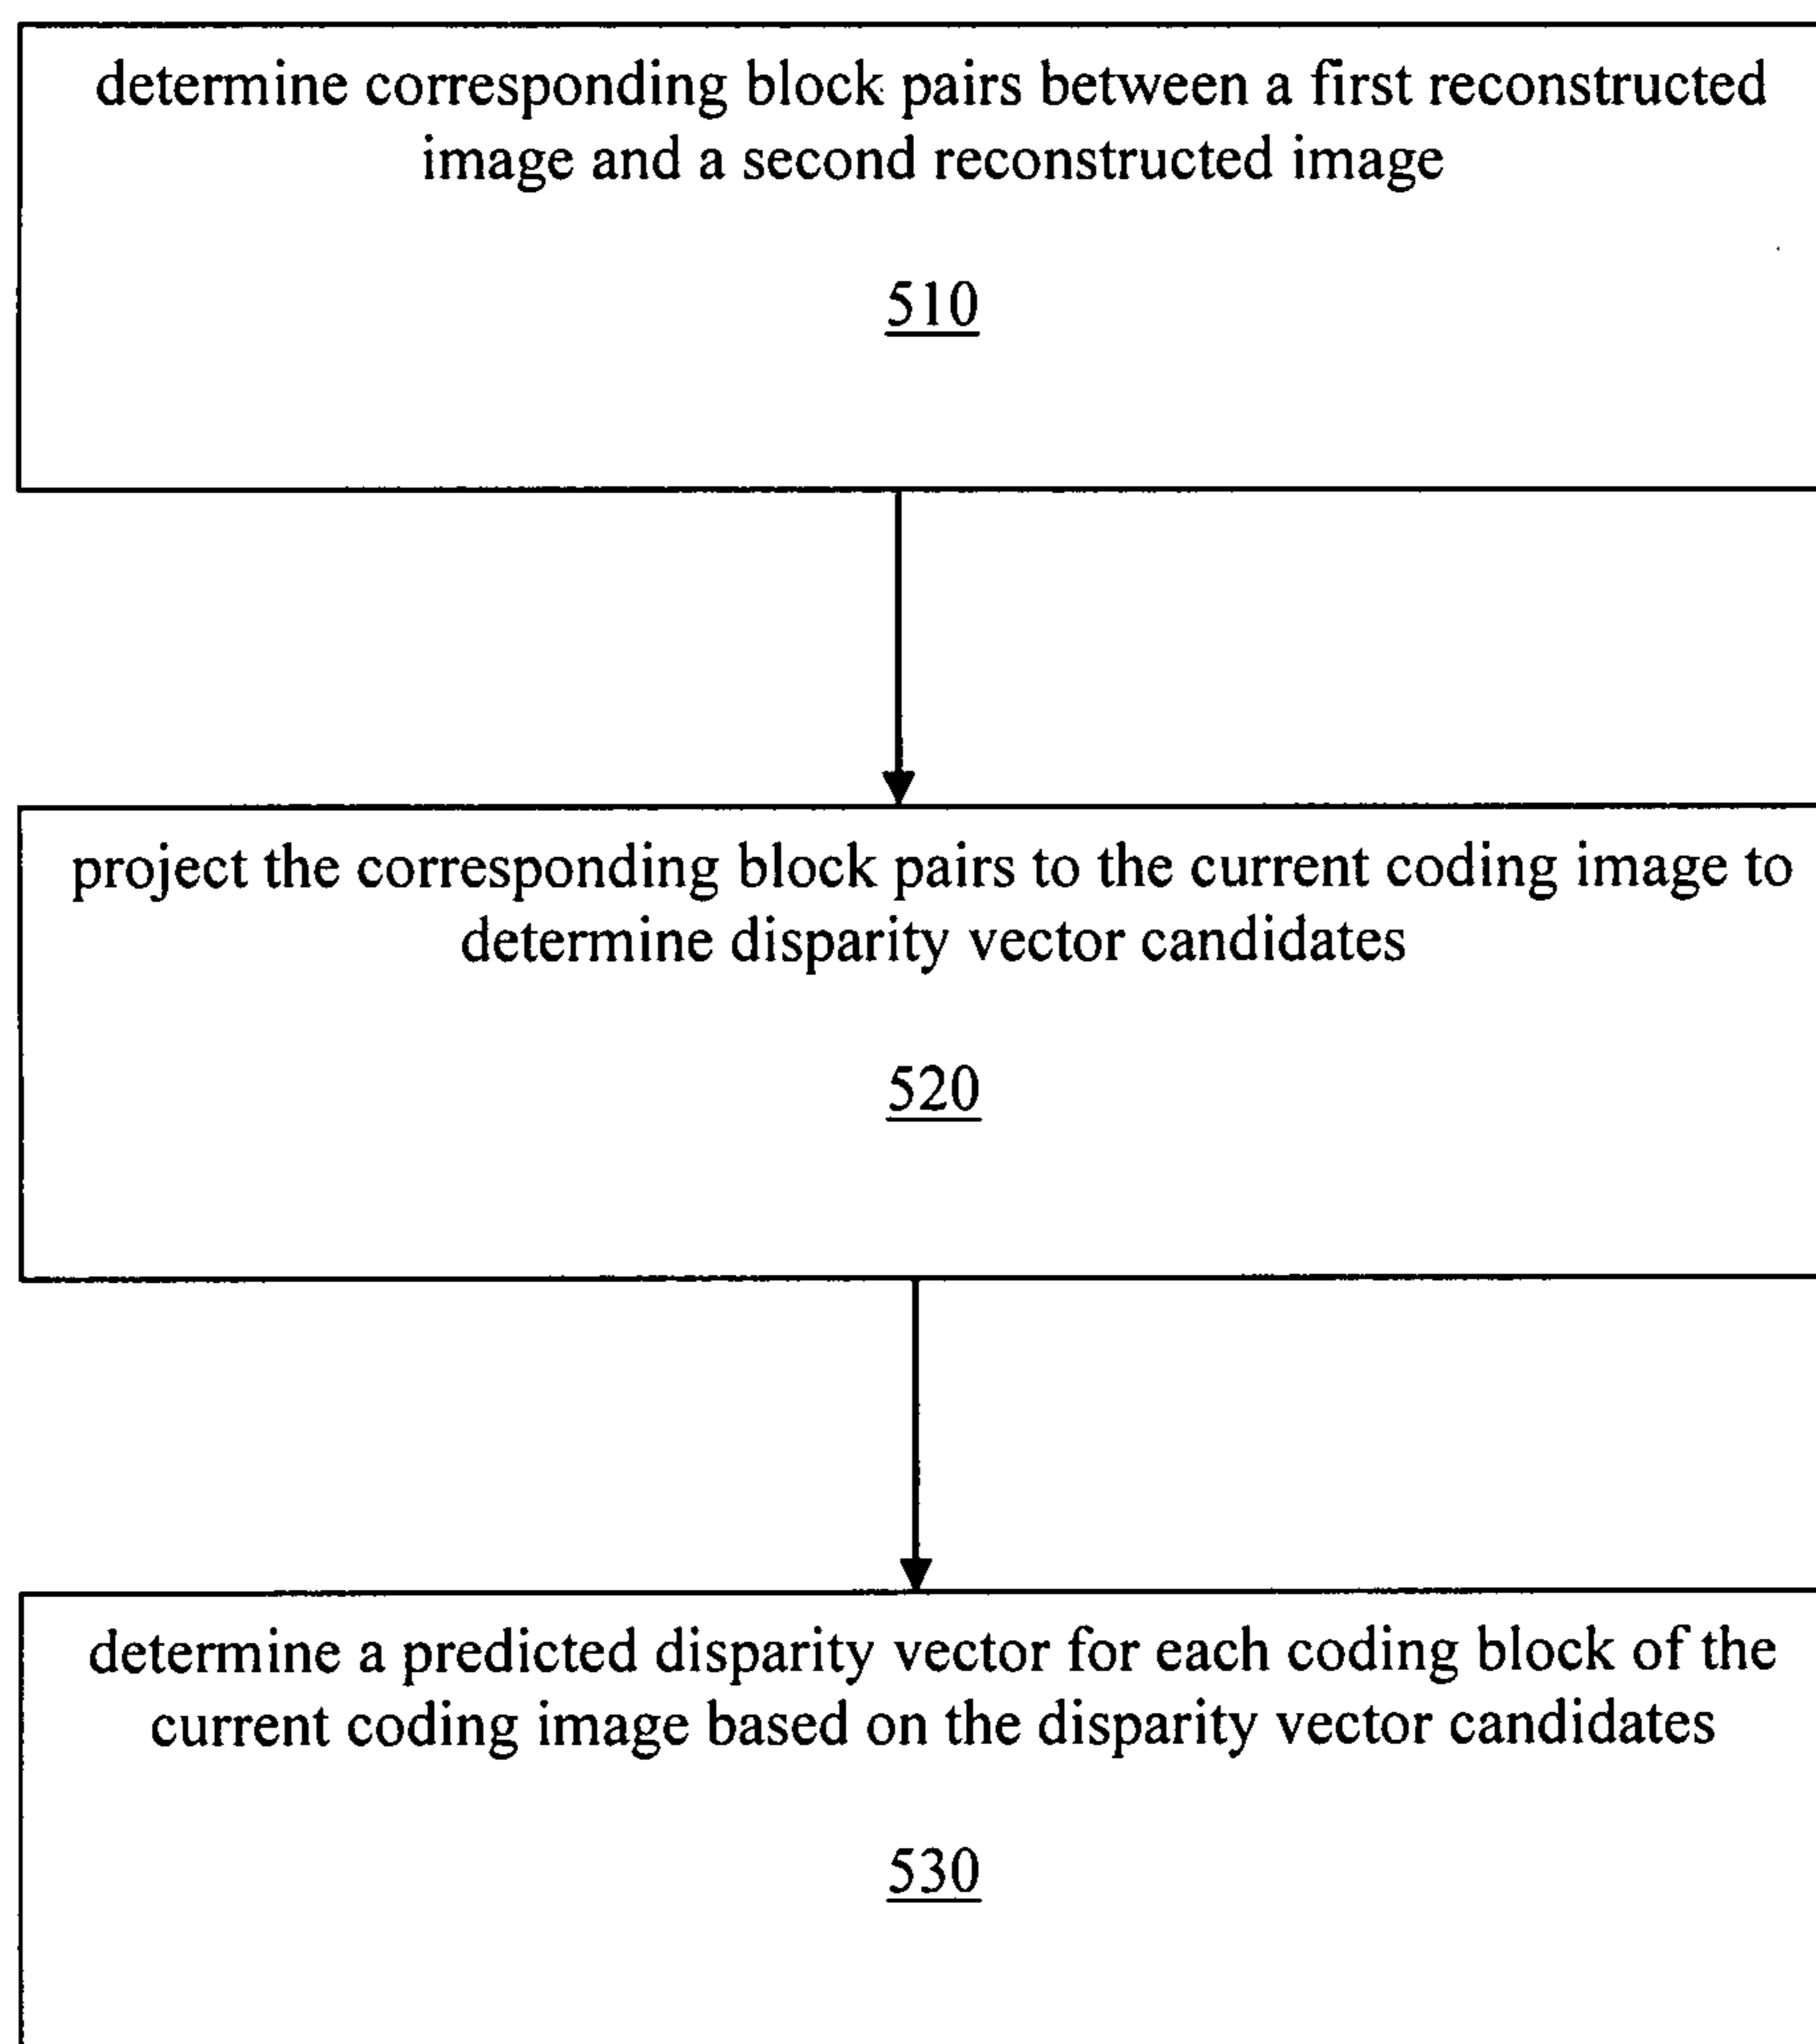 determine corresponding block pairs between a first reconstructed
image and a second reconstructed image
510
project the corresponding block pairs to the current coding image to
determine disparity vector candidates
520
determine a predicted disparity vector for each coding block of the
current coding image based on the disparity vector candidates
530